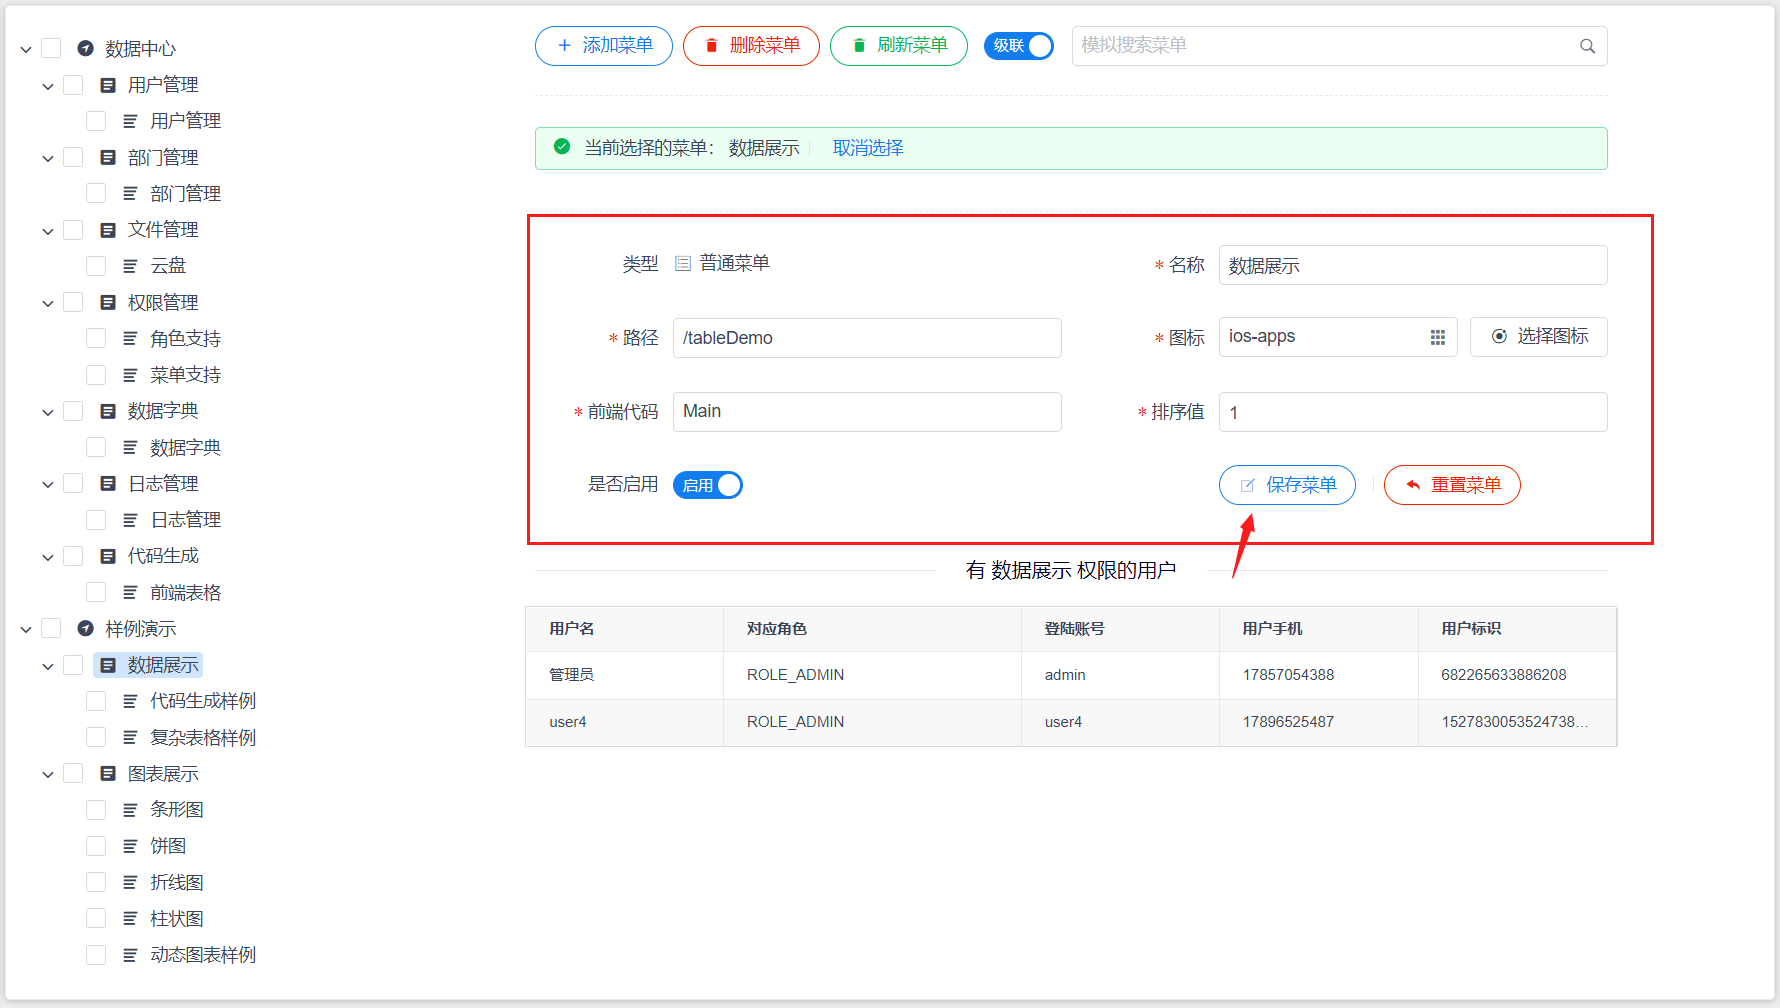 数据中心
用户管理
用户管理
部门管理
部门管理
文件管理
云盘
权限管理
角色支持
菜单支持
数据字典
数据字典
日志管理
日志管理
代码生成
前端表格
样例演示
数据展示
代码生成样例
复杂表格样例
图表展示
条形图
饼图
折线图
柱状图
动态图表样例
添加菜单 删除菜单 刷新菜单 级联 模拟搜索菜单
当前选择的菜单： 数据展示 取消选择
类型 普通菜单 * 名称 数据展示
* 路径 /tableDemo * 图标 ios-apps 选择图标
* 前端代码 Main * 排序值 1
是否启用 启用 保存菜单 重置菜单
有 数据展示 权限的用户
用户名 对应角色 登陆账号 用户手机 用户标识
管理员 ROLE_ADMIN admin 17857054388 682265633886208
user4 ROLE_ADMIN user4 17896525487 1527830053524738...